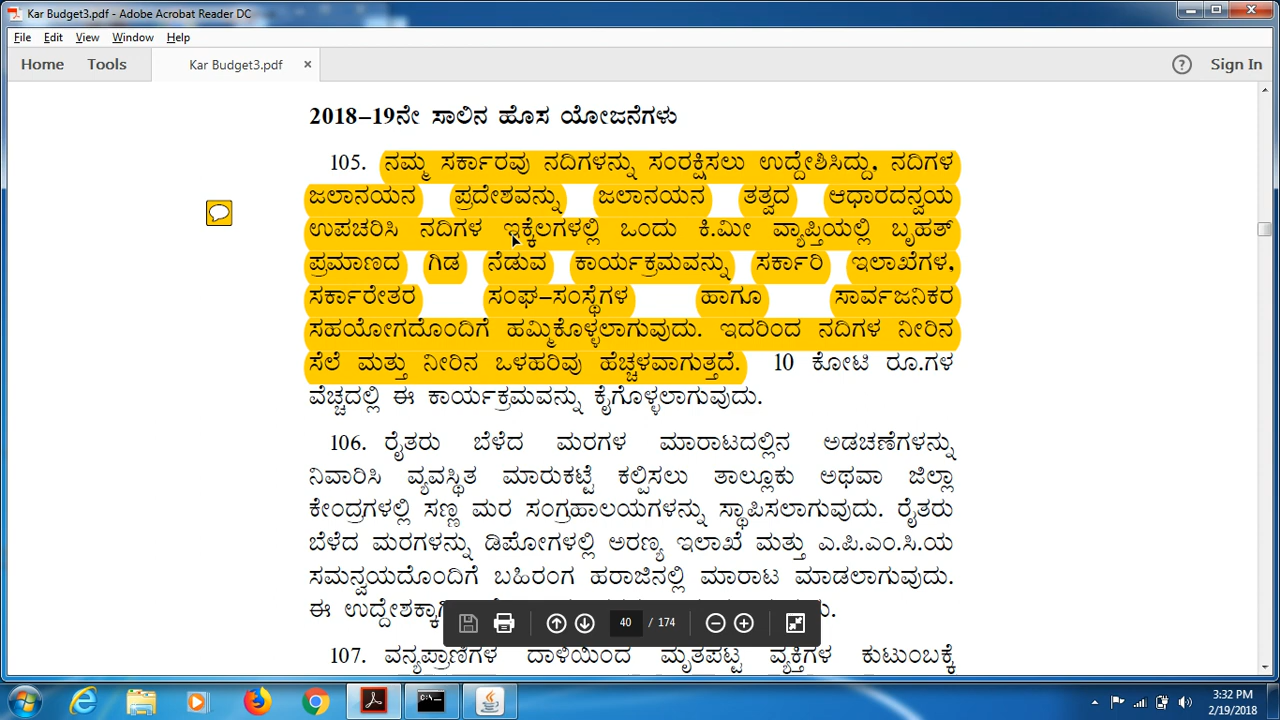 Kar Budget3.pdf - Adobe Acrobat Reader DC
File Edit View Window Help
Home Tools Kar Budget3.pdf × ? Sign In
2018-19ನೇ ಸಾಲಿನ ಹೊಸ ಯೋಜನೆಗಳು
105. ನಮ್ಮ ಸರ್ಕಾರವು ನದಿಗಳನ್ನು ಸಂರಕ್ಷಿಸಲು ಉದ್ದೇಶಿಸಿದ್ದು, ನದಿಗಳ
ಜಲಾನಯನ ಪ್ರದೇಶವನ್ನು ಜಲಾನಯನ ತತ್ವದ ಆಧಾರದನ್ವಯ
ಉಪಚರಿಸಿ ನದಿಗಳ ಇಕ್ಕೆಲಗಳಲ್ಲಿ ಒಂದು ಕಿ.ಮೀ ವ್ಯಾಪ್ತಿಯಲ್ಲಿ ಬೃಹತ್
ಪ್ರಮಾಣದ ಗಿಡ ನೆಡುವ ಕಾರ್ಯಕ್ರಮವನ್ನು ಸರ್ಕಾರಿ ಇಲಾಖೆಗಳ,
ಸರ್ಕಾರೇತರ ಸಂಘ-ಸಂಸ್ಥೆಗಳ ಹಾಗೂ ಸಾರ್ವಜನಿಕರ
ಸಹಯೋಗದೊಂದಿಗೆ ಹಮ್ಮಿಕೊಳ್ಳಲಾಗುವುದು. ಇದರಿಂದ ನದಿಗಳ ನೀರಿನ
ಸೆಲೆ ಮತ್ತು ನೀರಿನ ಒಳಹರಿವು ಹೆಚ್ಚಳವಾಗುತ್ತದೆ. 10 ಕೋಟಿ ರೂ.ಗಳ
ವೆಚ್ಚದಲ್ಲಿ ಈ ಕಾರ್ಯಕ್ರಮವನ್ನು ಕೈಗೊಳ್ಳಲಾಗುವುದು.
106. ರೈತರು ಬೆಳೆದ ಮರಗಳ ಮಾರಾಟದಲ್ಲಿನ ಅಡಚಣೆಗಳನ್ನು
ನಿವಾರಿಸಿ ವ್ಯವಸ್ಥಿತ ಮಾರುಕಟ್ಟೆ ಕಲ್ಪಿಸಲು ತಾಲ್ಲೂಕು ಅಥವಾ ಜಿಲ್ಲಾ
ಕೇಂದ್ರಗಳಲ್ಲಿ ಸಣ್ಣ ಮರ ಸಂಗ್ರಹಾಲಯಗಳನ್ನು ಸ್ಥಾಪಿಸಲಾಗುವುದು. ರೈತರು
ಬೆಳೆದ ಮರಗಳನ್ನು ಡಿಪೋಗಳಲ್ಲಿ ಅರಣ್ಯ ಇಲಾಖೆ ಮತ್ತು ಎ.ಪಿ.ಎಂ.ಸಿ.ಯ
ಸಮನ್ವಯದೊಂದಿಗೆ ಬಹಿರಂಗ ಹರಾಜಿನಲ್ಲಿ ಮಾರಾಟ ಮಾಡಲಾಗುವುದು.
ಈ
40 / 174
107. ವನ್ಯಪ್ರಾಣಿಗಳ ದಾಳಿಯಿಂದ ಮೃತಪಟ್ಟ ವ್ಯಕ್ತಿಗಳ ಕುಟುಂಬಕ್ಕೆ
3:32 PM
2/19/2018